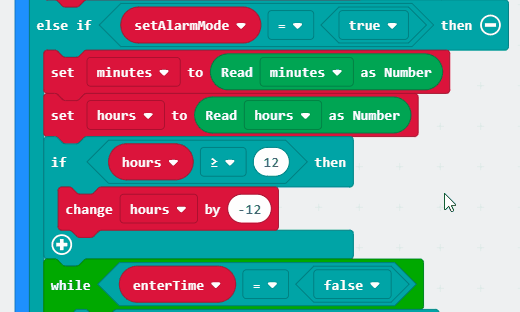 else if setAlarmMode = true then
set minutes to Read minutes as Number
set hours to Read hours as Number
if hours ≥ 12 then
change hours by -12
while enterTime = false